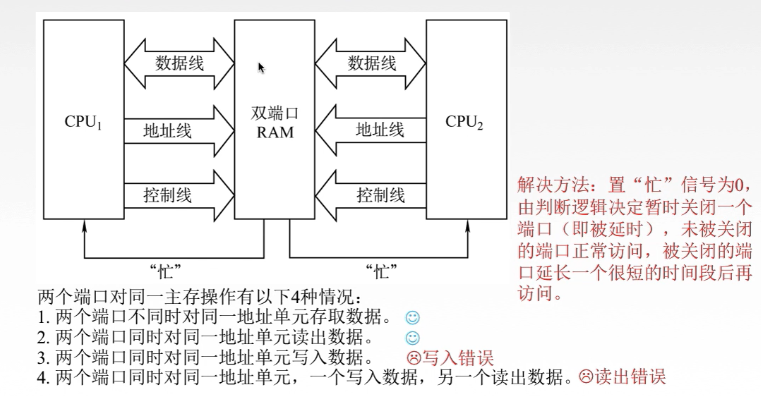 数据线
数据线
CPU1
双端口
RAM
CPU2
地址线
地址线
控制线
控制线
“忙”
“忙”
解决方法：置“忙”信号为0，
由判断逻辑决定暂时关闭一个
端口（即被延时），未被关闭
的端口正常访问，被关闭的端
口延长一个很短的时间段后再
访问。
两个端口对同一主存操作有以下4种情况：
1. 两个端口不同时对同一地址单元存取数据。
2. 两个端口同时对同一地址单元读出数据。
3. 两个端口同时对同一地址单元写入数据。 写入错误
4. 两个端口同时对同一地址单元，一个写入数据，另一个读出数据。读出错误